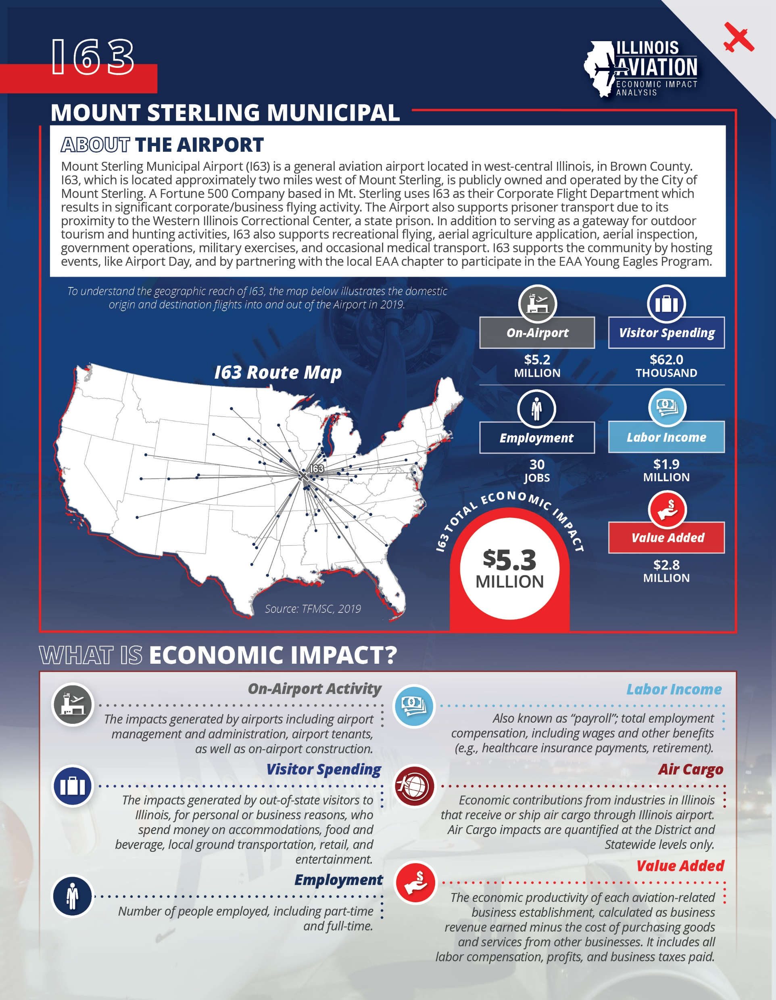 I63
ILLINOIS
AVIATION
ECONOMIC IMPACT
ANALYSIS
MOUNT STERLING MUNICIPAL
ABOUT THE AIRPORT
Mount Sterling Municipal Airport (I63) is a general aviation airport located in west-central Illinois, in Brown County.
I63, which is located approximately two miles west of Mount Sterling, is publicly owned and operated by the City of
Mount Sterling. A Fortune 500 Company based in Mt. Sterling uses I63 as their Corporate Flight Department which
results in significant corporate/business flying activity. The Airport also supports prisoner transport due to its
proximity to the Western Illinois Correctional Center, a state prison. In addition to serving as a gateway for outdoor
tourism and hunting activities, I63 also supports recreational flying, aerial agriculture application, aerial inspection,
government operations, military exercises, and occasional medical transport. I63 supports the community by hosting
events, like Airport Day, and by partnering with the local EAA chapter to participate in the EAA Young Eagles Program.
To understand the geographic reach of I63, the map below illustrates the domestic
origin and destination flights into and out of the Airport in 2019.
I63 Route Map
I63
Source: TFMSC, 2019
On-Airport
$5.2
MILLION
Visitor Spending
$62.0
THOUSAND
Employment
30
JOBS
Labor Income
$1.9
MILLION
I63 TOTAL ECONOMIC IMPACT
$5.3
MILLION
Value Added
$2.8
MILLION
WHAT IS ECONOMIC IMPACT?
On-Airport Activity
The impacts generated by airports including airport
management and administration, airport tenants,
as well as on-airport construction.
Visitor Spending
The impacts generated by out-of-state visitors to
Illinois, for personal or business reasons, who
spend money on accommodations, food and
beverage, local ground transportation, retail, and
entertainment.
Employment
Number of people employed, including part-time
and full-time.
Labor Income
Also known as “payroll”; total employment
compensation, including wages and other benefits
(e.g., healthcare insurance payments, retirement).
Air Cargo
Economic contributions from industries in Illinois
that receive or ship air cargo through Illinois airport.
Air Cargo impacts are quantified at the District and
Statewide levels only.
Value Added
The economic productivity of each aviation-related
business establishment, calculated as business
revenue earned minus the cost of purchasing goods
and services from other businesses. It includes all
labor compensation, profits, and business taxes paid.